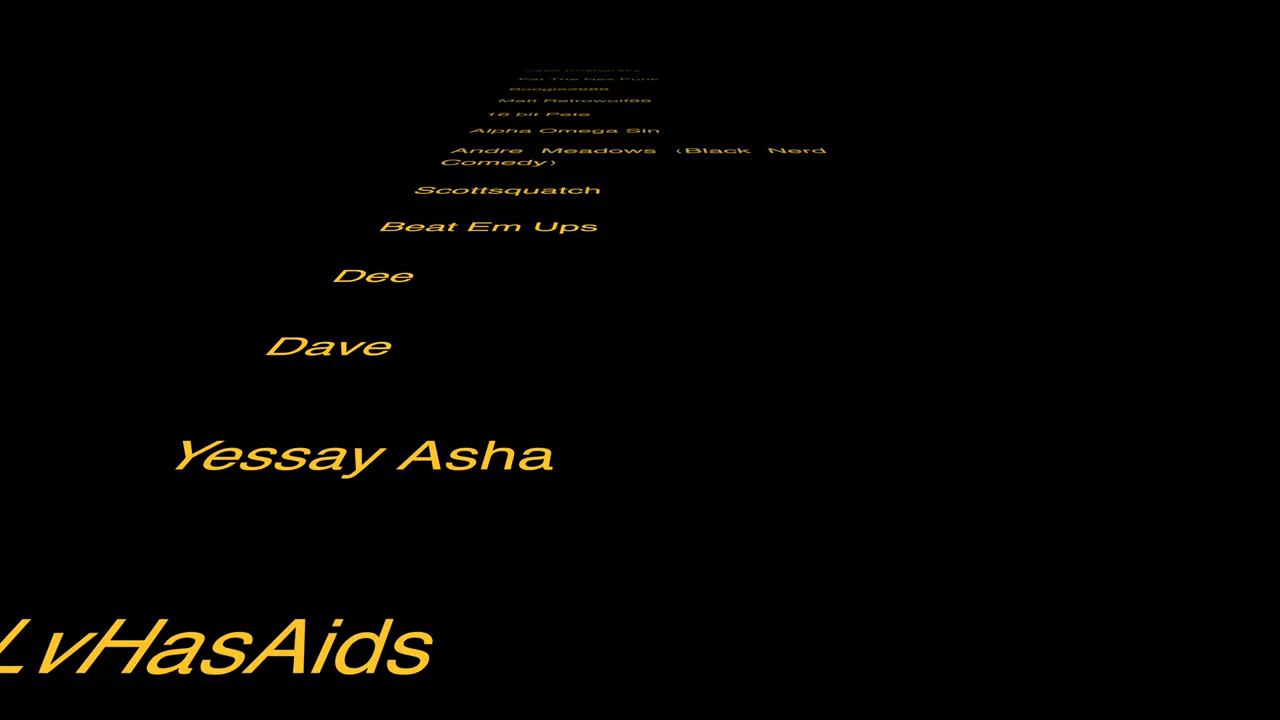 Pat The Nes Punk
Boogie2988
Matt Retrowolf88
16 bit Pete
Alpha Omega Sin
Andre Meadows (Black Nerd
Comedy)
Scottsquatch
Beat Em Ups
Dee
Dave
Yessay Asha
LvHasAids